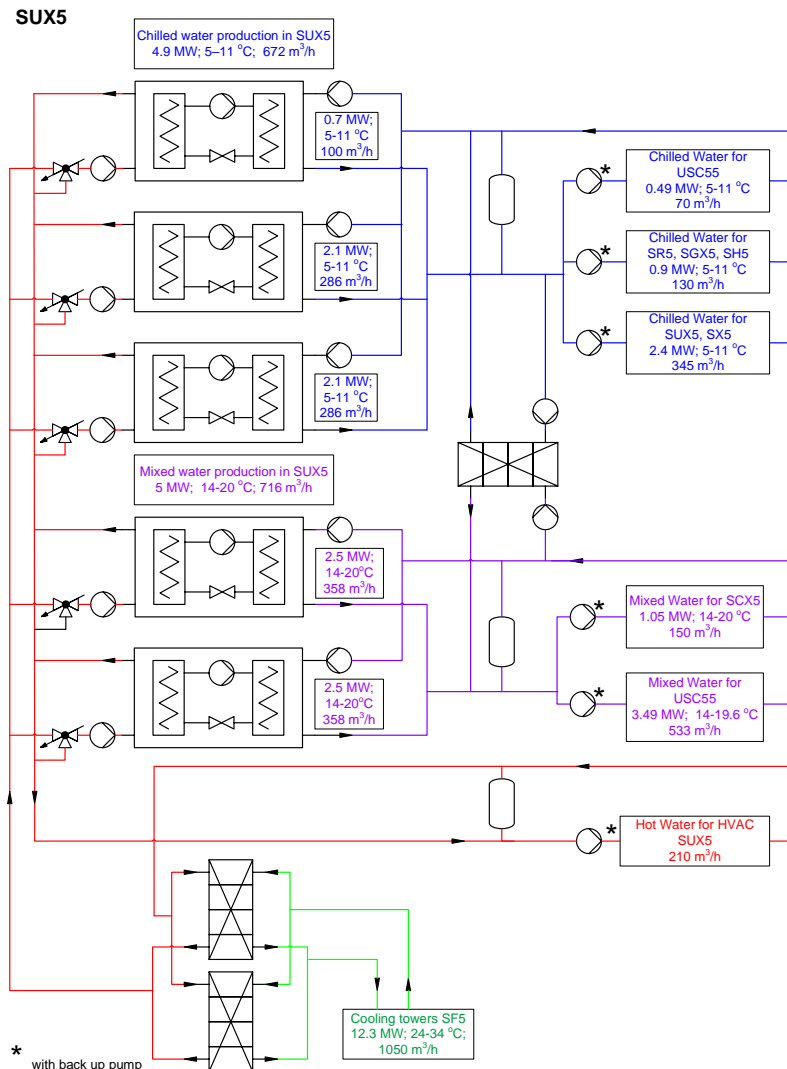 SUX5
Chilled water production in SUX5
4.9 MW; 5–11 °C; 672 m³/h
0.7 MW;
5-11 °C
100 m³/h
2.1 MW;
5-11 °C
286 m³/h
2.1 MW;
5-11 °C
286 m³/h
*
Chilled Water for
USC55
0.49 MW; 5-11 °C
70 m³/h
*
Chilled Water for
SR5, SGX5, SH5
0.9 MW; 5-11 °C
130 m³/h
*
Chilled Water for
SUX5, SX5
2.4 MW; 5-11 °C
345 m³/h
Mixed water production in SUX5
5 MW; 14-20 °C; 716 m³/h
2.5 MW;
14-20°C
358 m³/h
2.5 MW;
14-20°C
358 m³/h
*
Mixed Water for SCX5
1.05 MW; 14-20 °C
150 m³/h
*
Mixed Water for
USC55
3.49 MW; 14-19.6 °C
533 m³/h
*
Hot Water for HVAC
SUX5
210 m³/h
Cooling towers SF5
12.3 MW; 24-34 °C;
1050 m³/h
* with back up pump